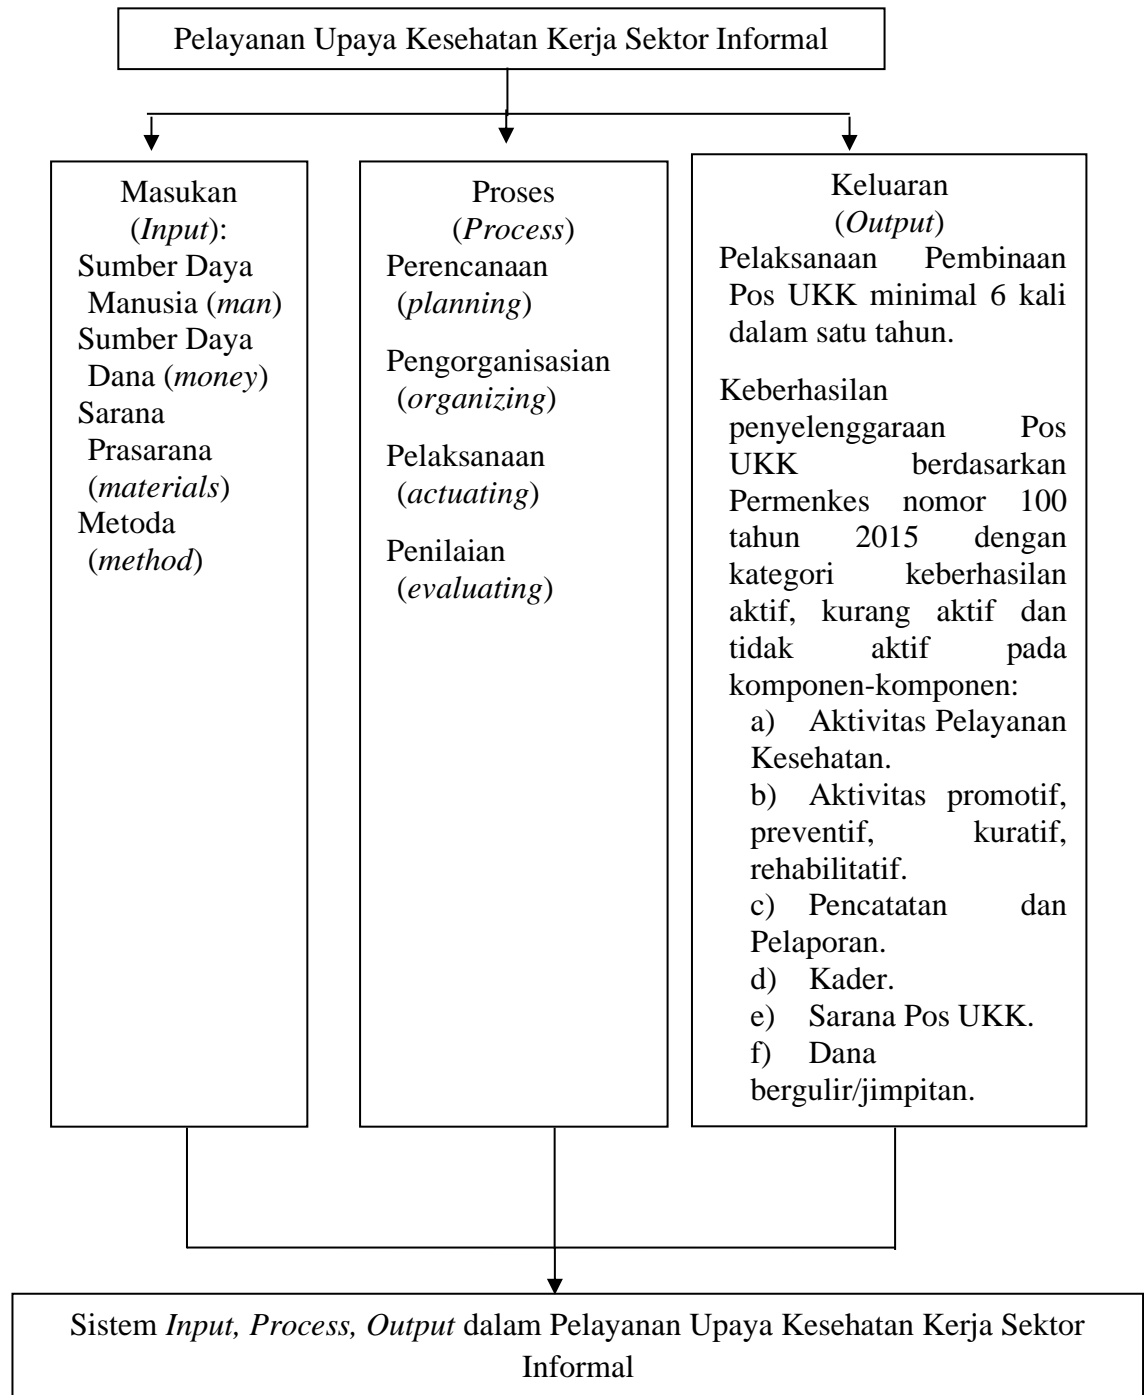 Pelayanan Upaya Kesehatan Kerja Sektor Informal
Masukan
(Input):
Sumber Daya
Manusia (man)
Sumber Daya
Dana (money)
Sarana
Prasarana
(materials)
Metoda
(method)
Proses
(Process)
Perencanaan
(planning)
Pengorganisasian
(organizing)
Pelaksanaan
(actuating)
Penilaian
(evaluating)
Keluaran
(Output)
Pelaksanaan Pembinaan
Pos UKK minimal 6 kali
dalam satu tahun.
Keberhasilan
penyelenggaraan Pos
UKK berdasarkan
Permenkes nomor 100
tahun 2015 dengan
kategori keberhasilan
aktif, kurang aktif dan
tidak aktif pada
komponen-komponen:
a) Aktivitas Pelayanan
Kesehatan.
b) Aktivitas promotif,
preventif, kuratif,
rehabilitatif.
c) Pencatatan dan
Pelaporan.
d) Kader.
e) Sarana Pos UKK.
f) Dana
bergulir/jimpitan.
Sistem Input, Process, Output dalam Pelayanan Upaya Kesehatan Kerja Sektor
Informal